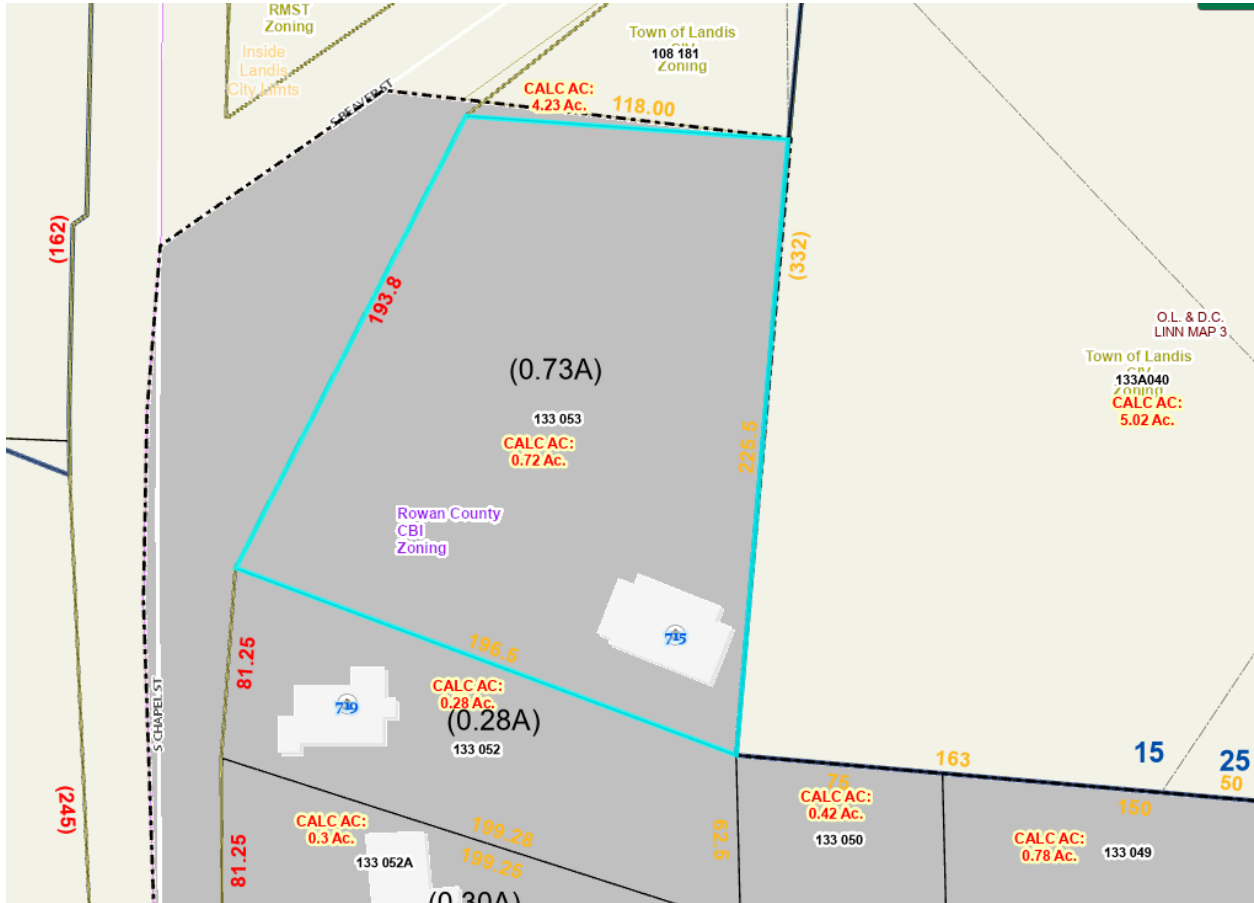 RMST
Zoning
Inside
Landis
City Limts
Town of Landis
108 181
Zoning
S BEAVER ST
CALC AC:
4.23 Ac.
118.00
(291)
193.8
(332)
(0.73A)
133 053
CALC AC:
0.72 Ac.
225.5
O.L. & D.C.
LINN MAP 3
Town of Landis
CIV
133A040
Zoning
CALC AC:
5.02 Ac.
Rowan County
CBI
Zoning
715
196.5
81.25
719
CALC AC:
0.28 Ac.
(0.28A)
133 052
S CHAPEL ST
15
25
163
50
75
150
CALC AC:
0.42 Ac.
133 050
CALC AC:
0.78 Ac.
133 049
(245)
81.25
CALC AC:
0.3 Ac.
133 052A
199.28
199.25
62.5
(0.30A)